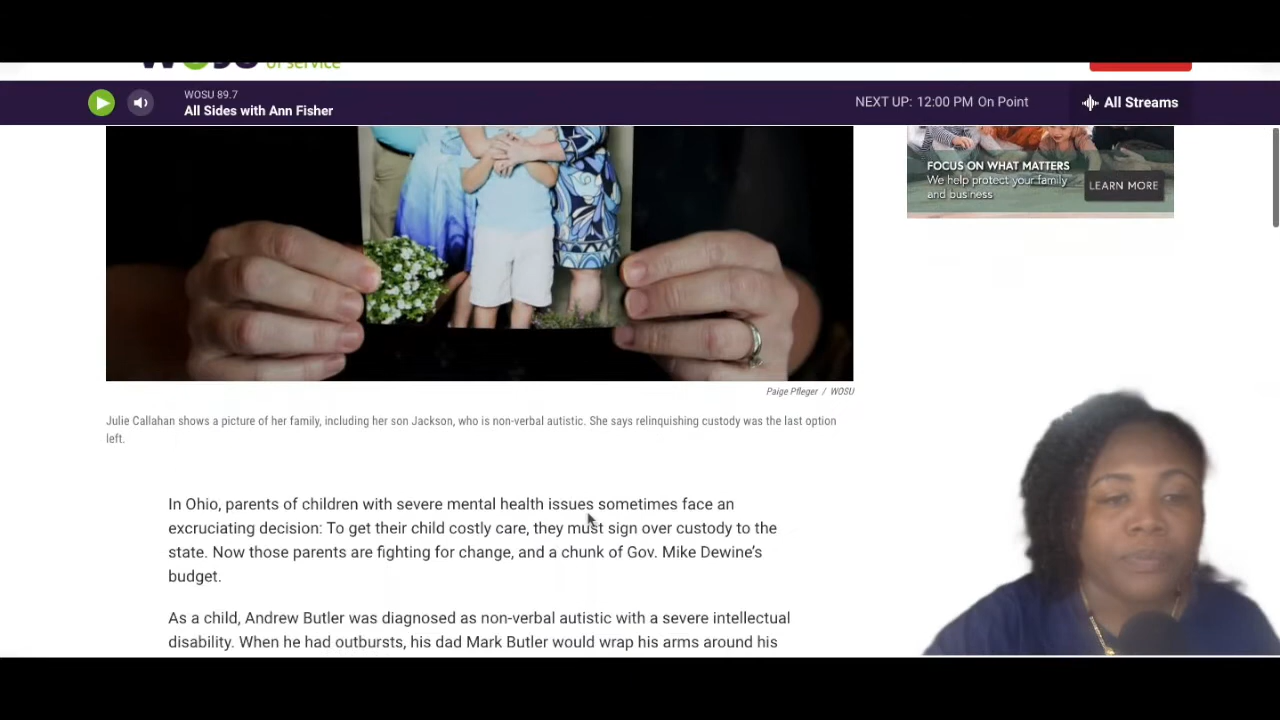 of service
WOSU 89.7
All Sides with Ann Fisher
NEXT UP: 12:00 PM On Point
All Streams
FOCUS ON WHAT MATTERS
We help protect your family
and business
LEARN MORE
Paige Pfleger / WOSU
Julie Callahan shows a picture of her family, including her son Jackson, who is non-verbal autistic. She says relinquishing custody was the last option
left.
In Ohio, parents of children with severe mental health issues sometimes face an
excruciating decision: To get their child costly care, they must sign over custody to the
state. Now those parents are fighting for change, and a chunk of Gov. Mike Dewine’s
budget.
As a child, Andrew Butler was diagnosed as non-verbal autistic with a severe intellectual
disability. When he had outbursts, his dad Mark Butler would wrap his arms around his